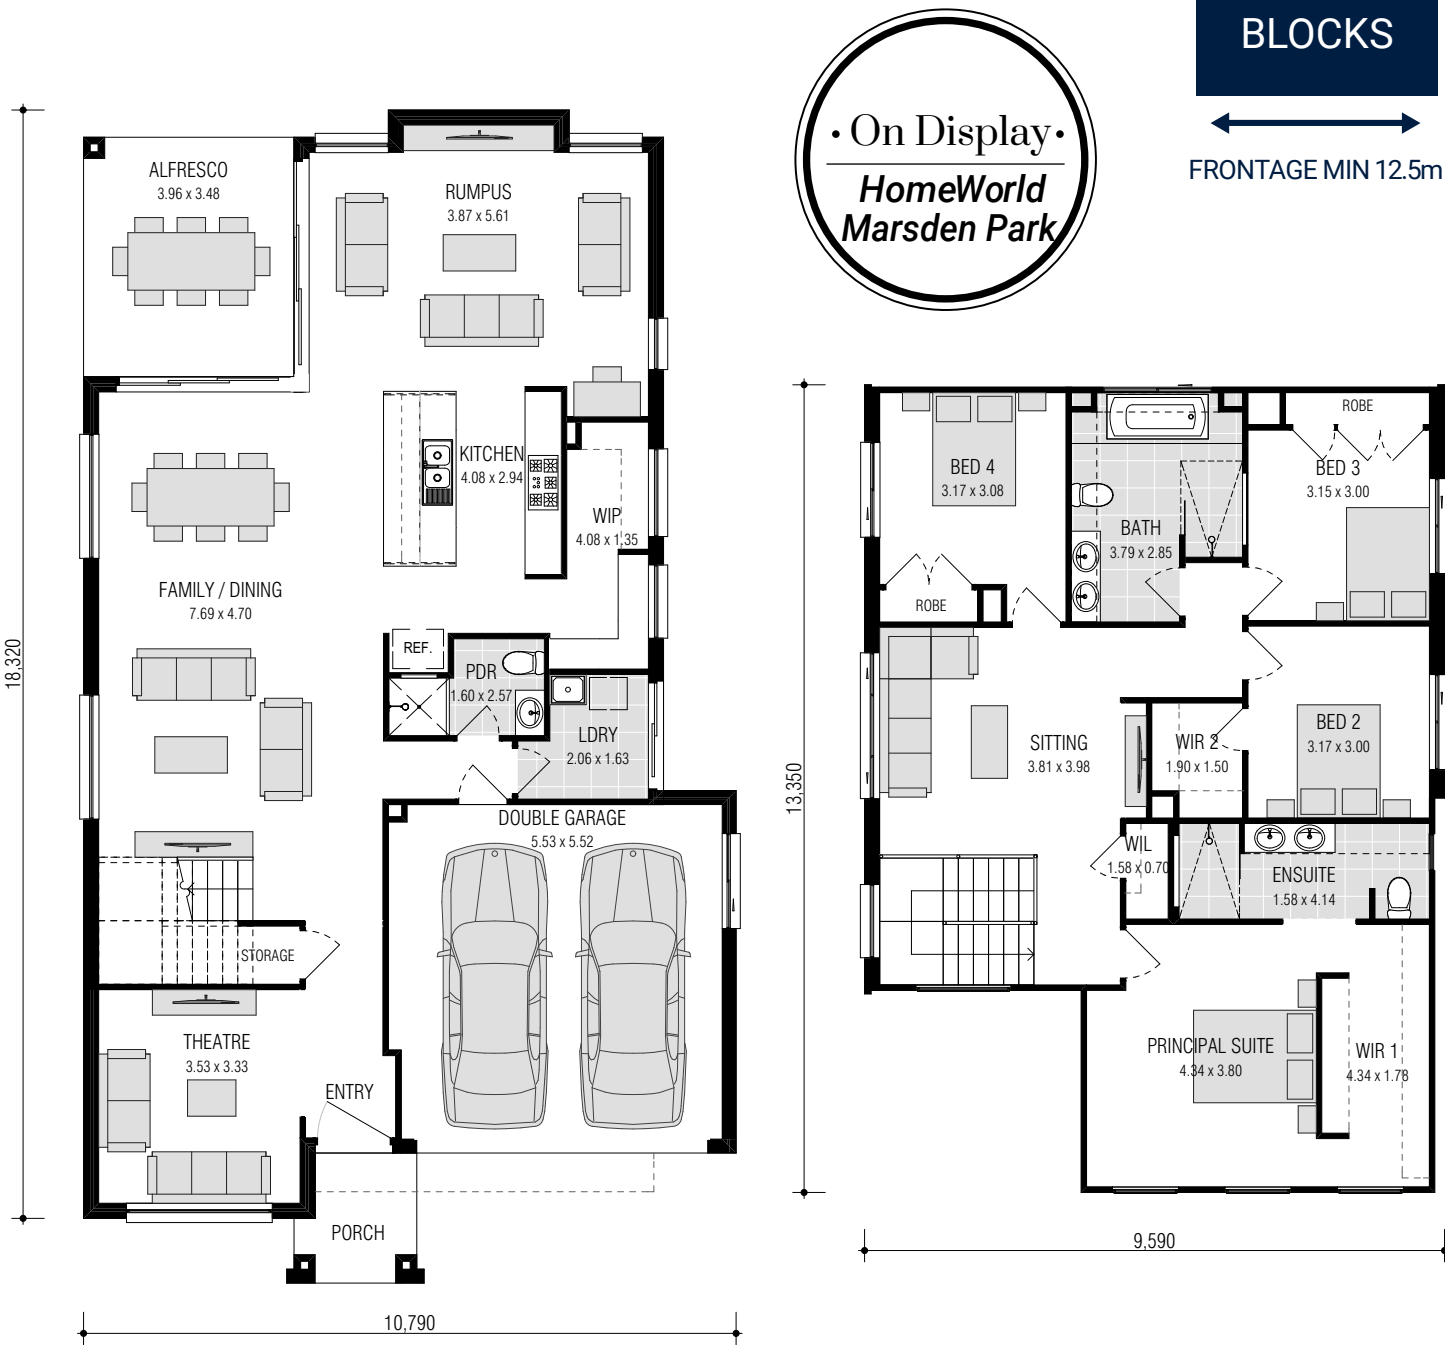 BLOCKS
FRONTAGE MIN 12.5m
• On Display •
HomeWorld
Marsden Park
ALFRESCO
3.96 x 3.48
RUMPUS
3.87 x 5.61
KITCHEN
4.08 x 2.94
WIP
4.08 x 1.35
FAMILY / DINING
7.69 x 4.70
REF.
PDR
1.60 x 2.57
LDRY
2.06 x 1.63
DOUBLE GARAGE
5.53 x 5.52
STORAGE
THEATRE
3.53 x 3.33
ENTRY
PORCH
18,320
10,790
ROBE
BED 4
3.17 x 3.08
BED 3
3.15 x 3.00
BATH
3.79 x 2.85
ROBE
SITTING
3.81 x 3.98
WIR 2
1.90 x 1.50
BED 2
3.17 x 3.00
WIL
1.58 x 0.70
ENSUITE
1.58 x 4.14
PRINCIPAL SUITE
4.34 x 3.80
WIR 1
4.34 x 1.78
13,350
9,590